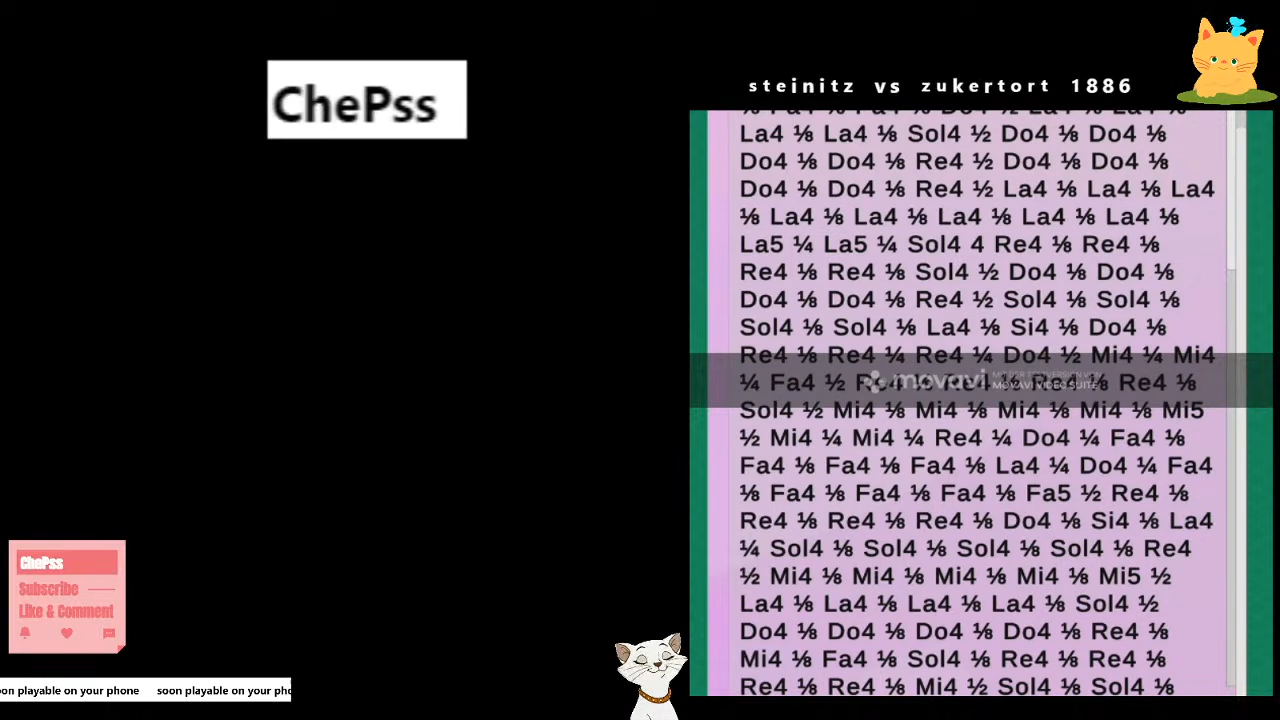 ChePss
steinitz vs zukertort 1886
La4 ⅛ La4 ⅛ Sol4 ½ Do4 ⅛ Do4 ⅛
Do4 ⅛ Do4 ⅛ Re4 ½ Do4 ⅛ Do4 ⅛
Do4 ⅛ Do4 ⅛ Re4 ½ La4 ⅛ La4 ⅛ La4
⅛ La4 ⅛ La4 ⅛ La4 ⅛ La4 ⅛ La4 ⅛
La5 ¼ La5 ¼ Sol4 4 Re4 ⅛ Re4 ⅛
Re4 ⅛ Re4 ⅛ Sol4 ½ Do4 ⅛ Do4 ⅛
Do4 ⅛ Do4 ⅛ Re4 ½ Sol4 ⅛ Sol4 ⅛
Sol4 ⅛ Sol4 ⅛ La4 ⅛ Si4 ⅛ Do4 ⅛
Re4 ⅛ Re4 ¼ Re4 ¼ Do4 ½ Mi4 ¼ Mi4
¼ Fa4 ½ Re4 Re4 Re4 ⅛ Re4 ⅛
movavi
MOVAVI VIDEO SUITE
Sol4 ½ Mi4 ⅛ Mi4 ⅛ Mi4 ⅛ Mi4 ⅛ Mi5
½ Mi4 ¼ Mi4 ¼ Re4 ¼ Do4 ¼ Fa4 ⅛
Fa4 ⅛ Fa4 ⅛ Fa4 ⅛ La4 ¼ Do4 ¼ Fa4
⅛ Fa4 ⅛ Fa4 ⅛ Fa4 ⅛ Fa5 ½ Re4 ⅛
Re4 ⅛ Re4 ⅛ Re4 ⅛ Do4 ⅛ Si4 ⅛ La4
¼ Sol4 ⅛ Sol4 ⅛ Sol4 ⅛ Sol4 ⅛ Re4
½ Mi4 ⅛ Mi4 ⅛ Mi4 ⅛ Mi4 ⅛ Mi5 ½
La4 ⅛ La4 ⅛ La4 ⅛ La4 ⅛ Sol4 ½
Do4 ⅛ Do4 ⅛ Do4 ⅛ Do4 ⅛ Re4 ⅛
Mi4 ⅛ Fa4 ⅛ Sol4 ⅛ Re4 ⅛ Re4 ⅛
Re4 ⅛ Re4 ⅛ Mi4 ½ Sol4 ⅛ Sol4 ⅛
ChePss
Subscribe
Like & Comment
on playable on your phone soon playable on your pho